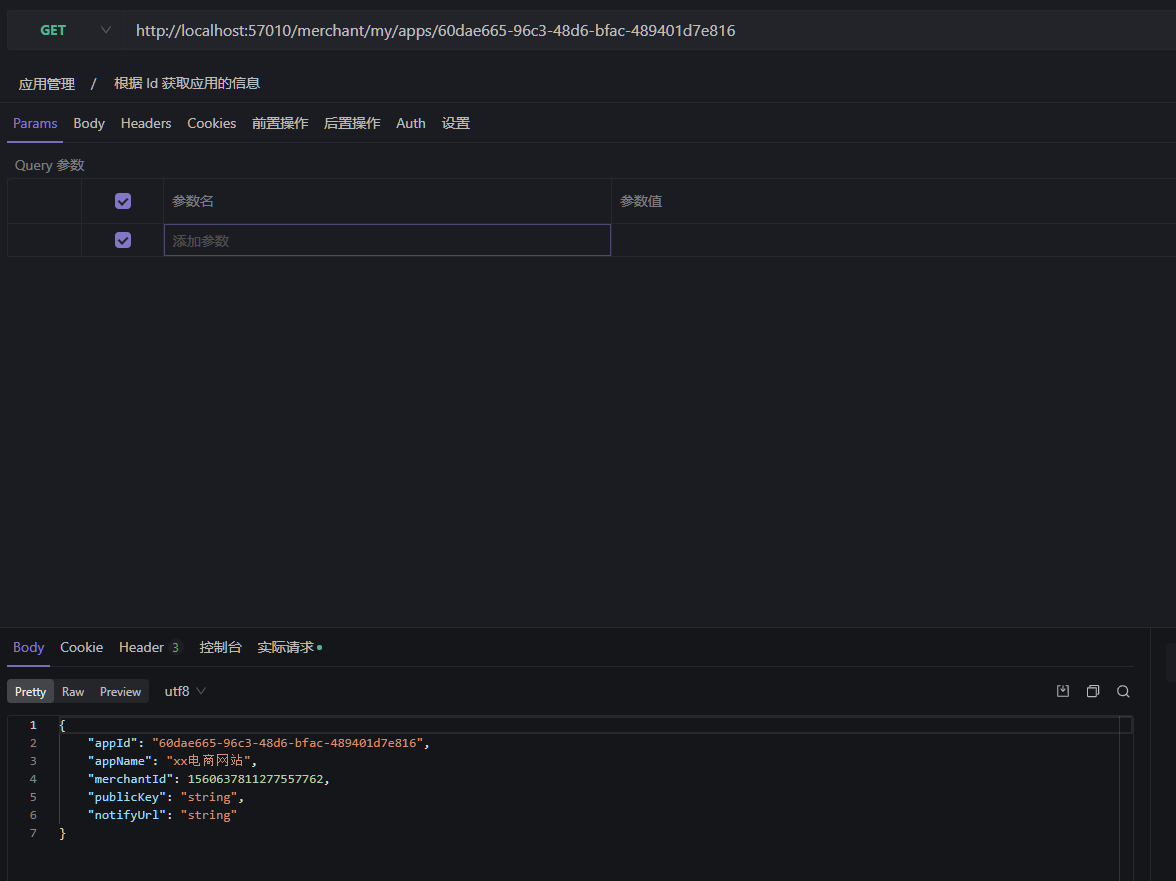 GET http://localhost:57010/merchant/my/apps/60dae665-96c3-48d6-bfac-489401d7e816
应用管理 / 根据 Id 获取应用的信息
Params Body Headers Cookies 前置操作 后置操作 Auth 设置
Query 参数
参数名 参数值
添加参数
Body Cookie Header 3 控制台 实际请求
Pretty Raw Preview utf8
1 {
2 "appId": "60dae665-96c3-48d6-bfac-489401d7e816",
3 "appName": "xx电商网站",
4 "merchantId": 1560637811277557762,
5 "publicKey": "string",
6 "notifyUrl": "string"
7 }